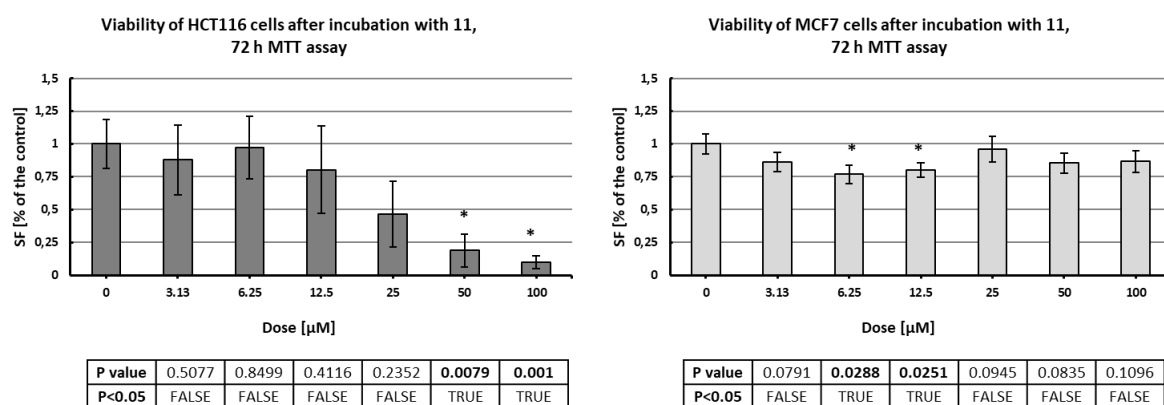 Viability of HCT116 cells after incubation with 11,
72 h MTT assay
1,5
1,25
1
0,75
0,5
0,25
0
SF [% of the control]
* *
0 3.13 6.25 12.5 25 50 100
Dose [µM]
P value 0.5077 0.8499 0.4116 0.2352 0.0079 0.001
P<0.05 FALSE FALSE FALSE FALSE TRUE TRUE
Viability of MCF7 cells after incubation with 11,
72 h MTT assay
1,5
1,25
1
0,75
0,5
0,25
0
SF [% of the control]
* *
0 3.13 6.25 12.5 25 50 100
Dose [µM]
P value 0.0791 0.0288 0.0251 0.0945 0.0835 0.1096
P<0.05 FALSE TRUE TRUE FALSE FALSE FALSE